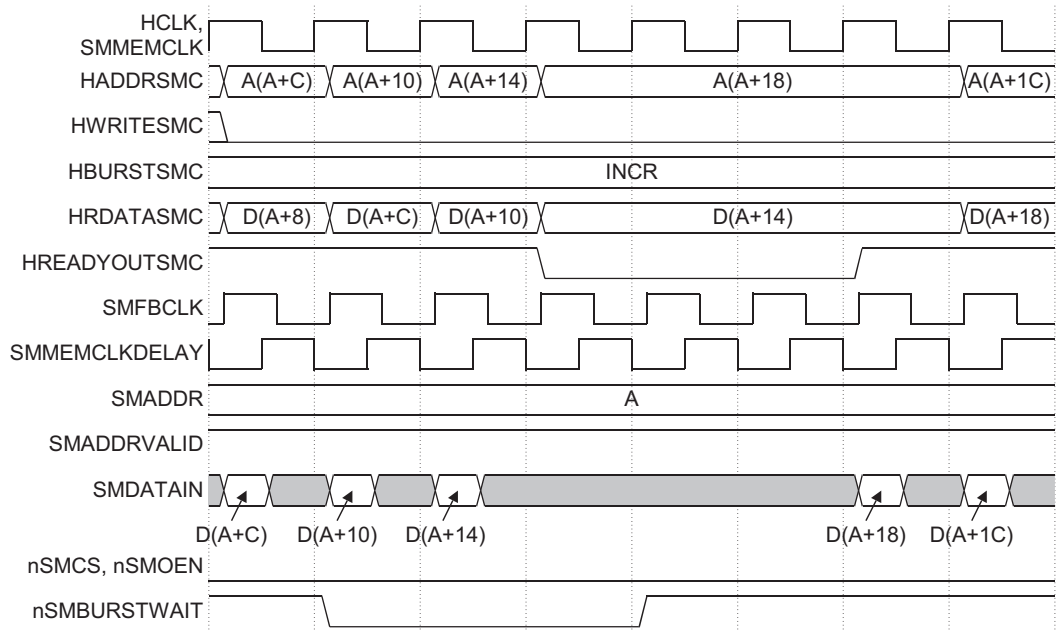 HCLK,
SMMEMCLK
HADDRSMC A(A+C) A(A+10) A(A+14) A(A+18) A(A+1C)
HWRITESMC
HBURSTSMC INCR
HRDATASMC D(A+8) D(A+C) D(A+10) D(A+14) D(A+18)
HREADYOUTSMC
SMFBCLK
SMMEMCLKDELAY
SMADDR A
SMADDRVALID
SMDATAIN
D(A+C) D(A+10) D(A+14) D(A+18) D(A+1C)
nSMCS, nSMOEN
nSMBURSTWAIT